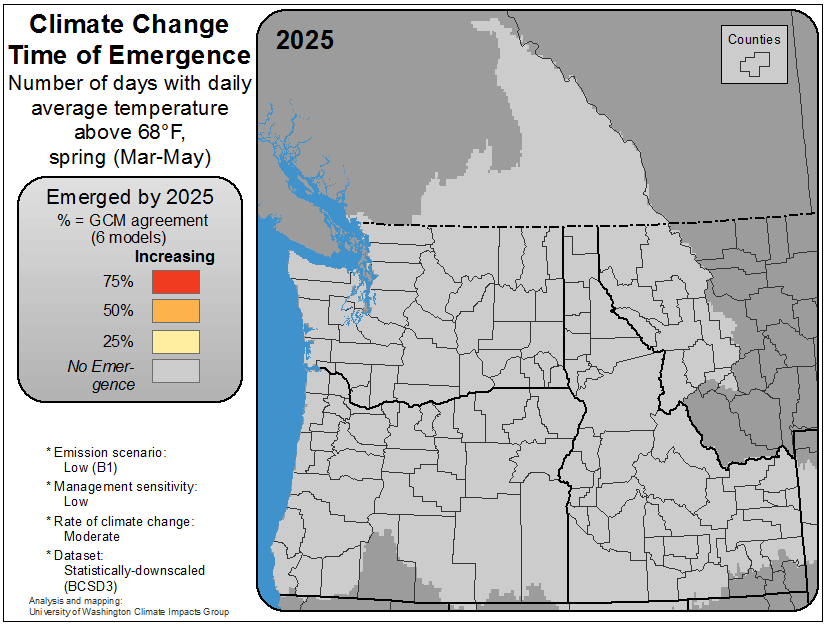 Climate Change
Time of Emergence
Number of days with daily
average temperature
above 68°F,
spring (Mar-May)
Emerged by 2025
% = GCM agreement
(6 models)
Increasing
75%
50%
25%
No Emer-
gence
* Emission scenario:
Low (B1)
* Management sensitivity:
Low
* Rate of climate change:
Moderate
* Dataset:
Statistically-downscaled
(BCSD3)
Analysis and mapping:
University of Washington Climate Impacts Group
2025
Counties